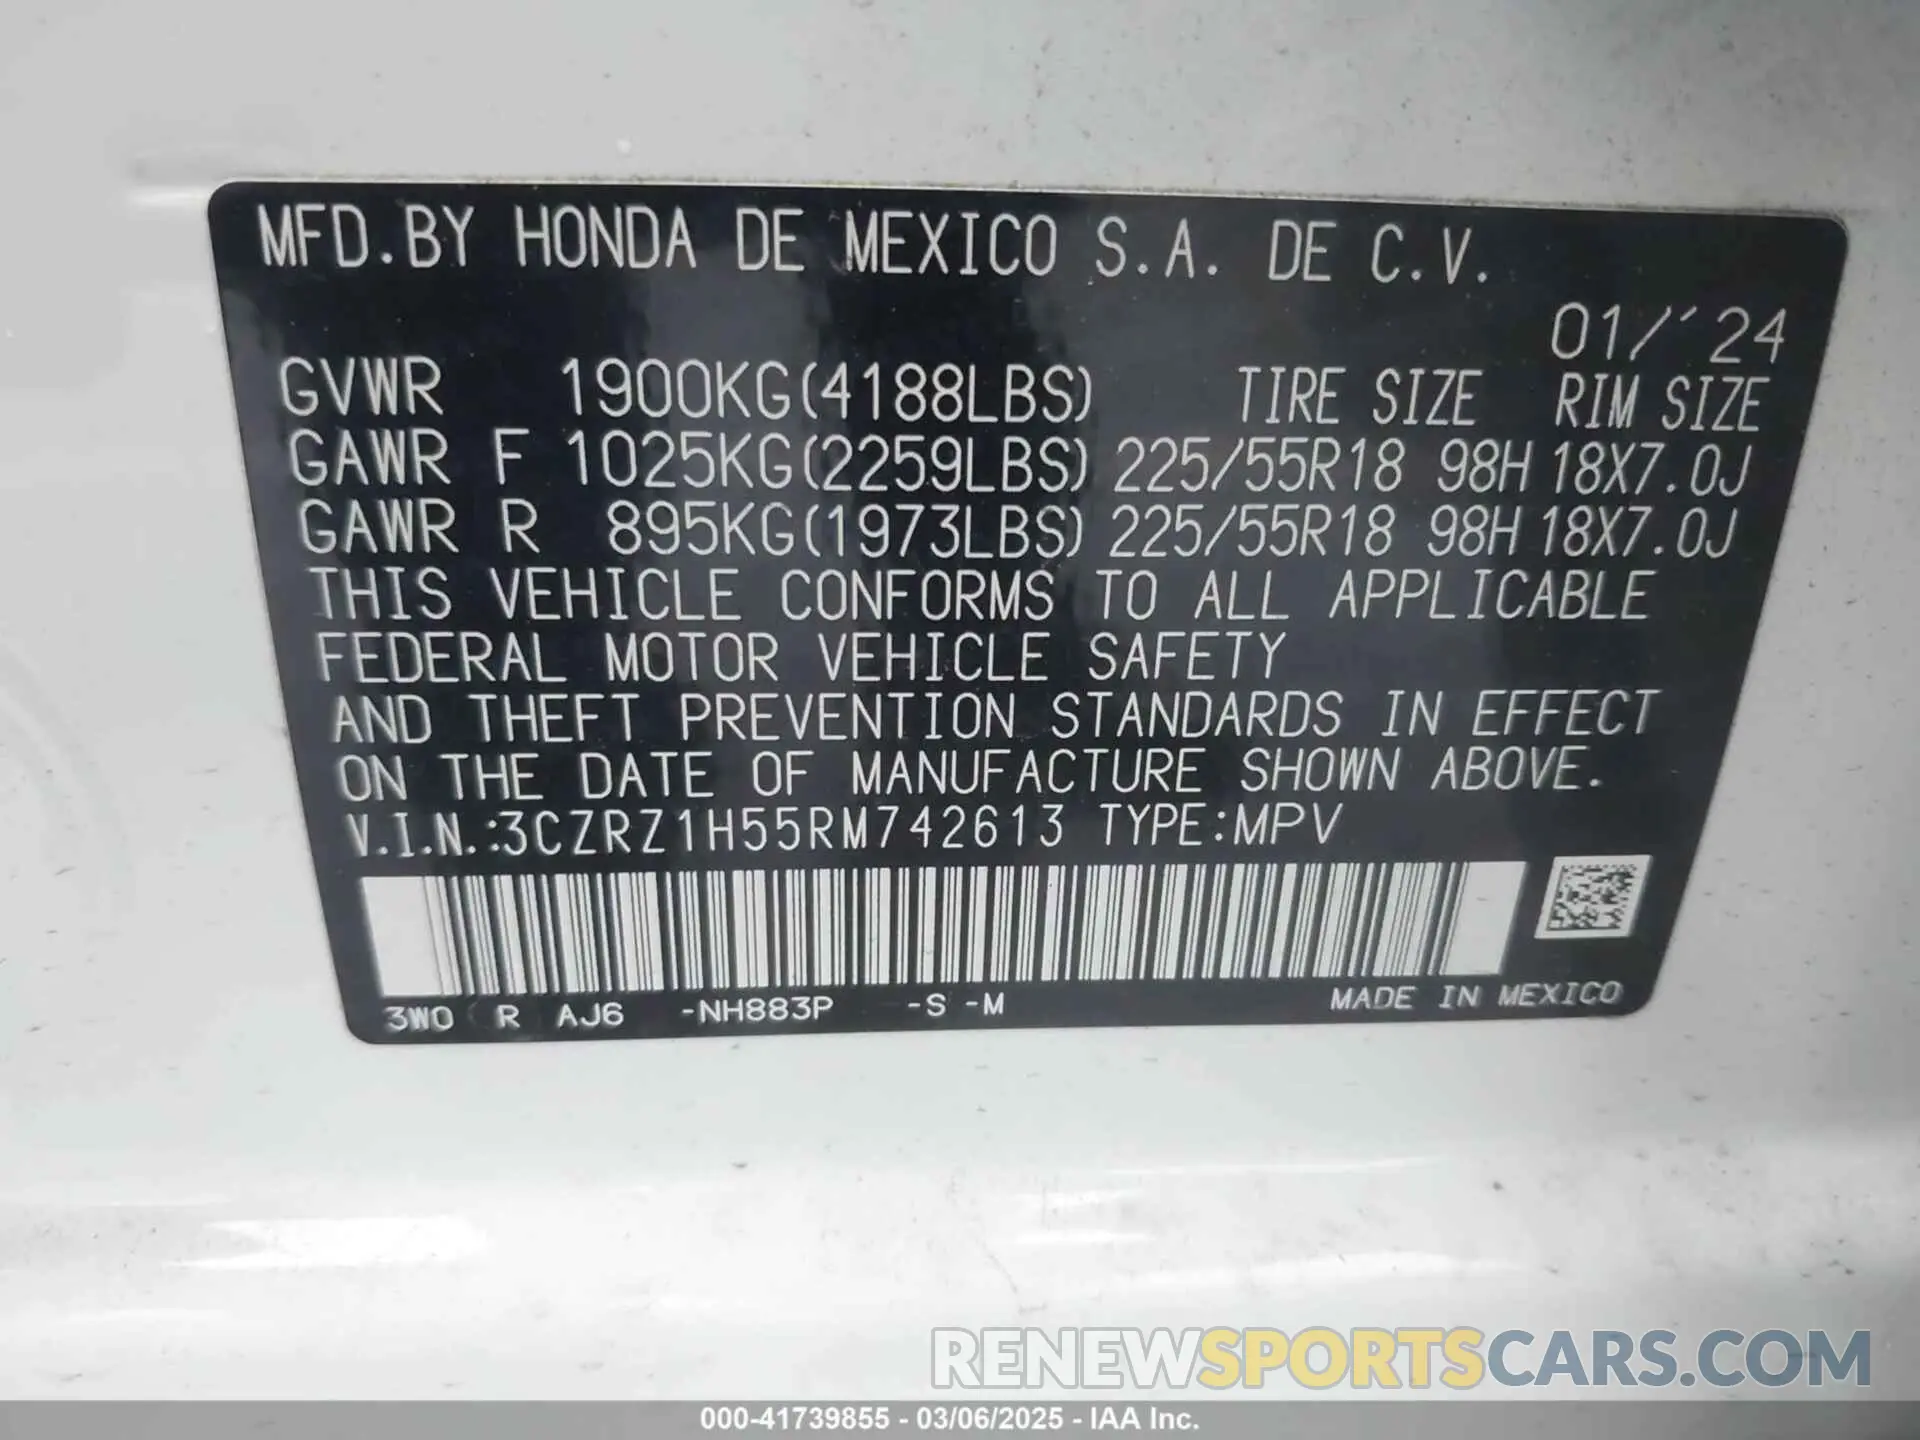 MFD.BY HONDA DE MEXICO S.A. DE C.V.
01/'24
GVWR 1900KG(4188LBS) TIRE SIZE RIM SIZE
GAWR F 1025KG(2259LBS) 225/55R18 98H 18X7.0J
GAWR R 895KG(1973LBS) 225/55R18 98H 18X7.0J
THIS VEHICLE CONFORMS TO ALL APPLICABLE
FEDERAL MOTOR VEHICLE SAFETY
AND THEFT PREVENTION STANDARDS IN EFFECT
ON THE DATE OF MANUFACTURE SHOWN ABOVE.
V.I.N.:3CZRZ1H55RM742613 TYPE:MPV
3W0 R AJ6 -NH883P -S -M MADE IN MEXICO
RENEWSPORTSCARS.COM
000-41739855 - 03/06/2025 - IAA Inc.